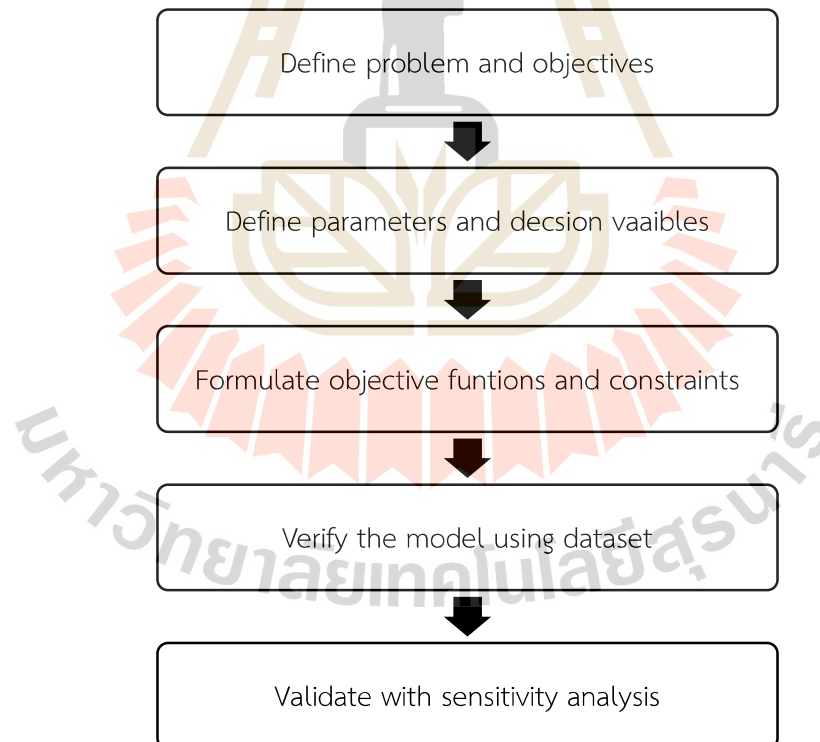 Define problem and objectives
Define parameters and decsion vaaibles
Formulate objective funtions and constraints
Verify the model using dataset
Validate with sensitivity analysis
มหาวิทยาลัยเทคโนโลยีสุรนาร